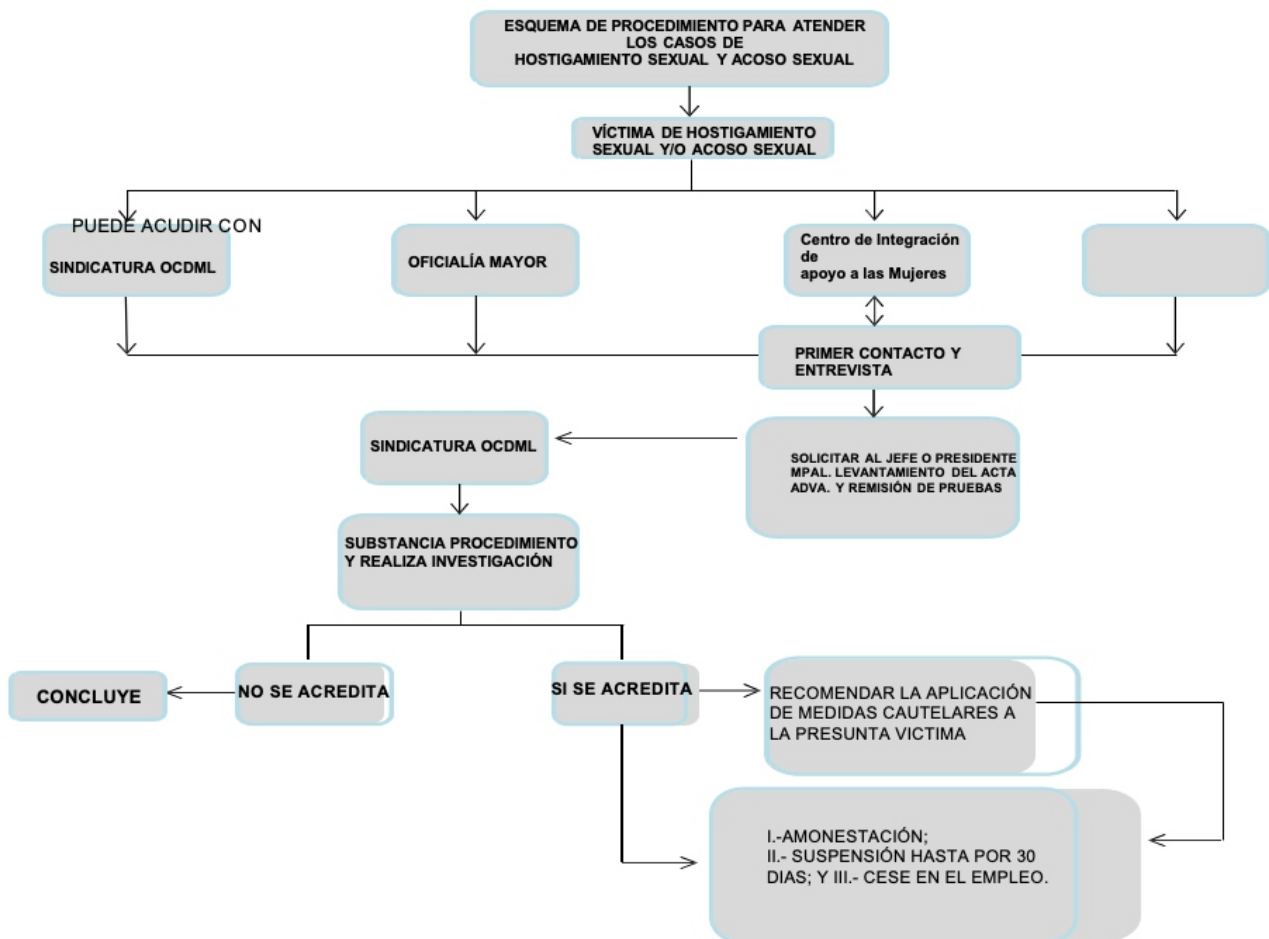 ESQUEMA DE PROCEDIMIENTO PARA ATENDER
LOS CASOS DE
HOSTIGAMIENTO SEXUAL Y ACOSO SEXUAL
VÍCTIMA DE HOSTIGAMIENTO
SEXUAL Y/O ACOSO SEXUAL
PUEDE ACUDIR CON
SINDICATURA OCDML
OFICIALÍA MAYOR
Centro de Integración
de
apoyo a las Mujeres
PRIMER CONTACTO Y
ENTREVISTA
SOLICITAR AL JEFE O PRESIDENTE
MPAL. LEVANTAMIENTO DEL ACTA
ADVA. Y REMISIÓN DE PRUEBAS
SINDICATURA OCDML
SUBSTANCIA PROCEDIMIENTO
Y REALIZA INVESTIGACIÓN
CONCLUYE
NO SE ACREDITA
SI SE ACREDITA
RECOMENDAR LA APLICACIÓN
DE MEDIDAS CAUTELARES A
LA PRESUNTA VICTIMA
I.-AMONESTACIÓN;
II.- SUSPENSIÓN HASTA POR 30
DIAS; Y III.- CESE EN EL EMPLEO.